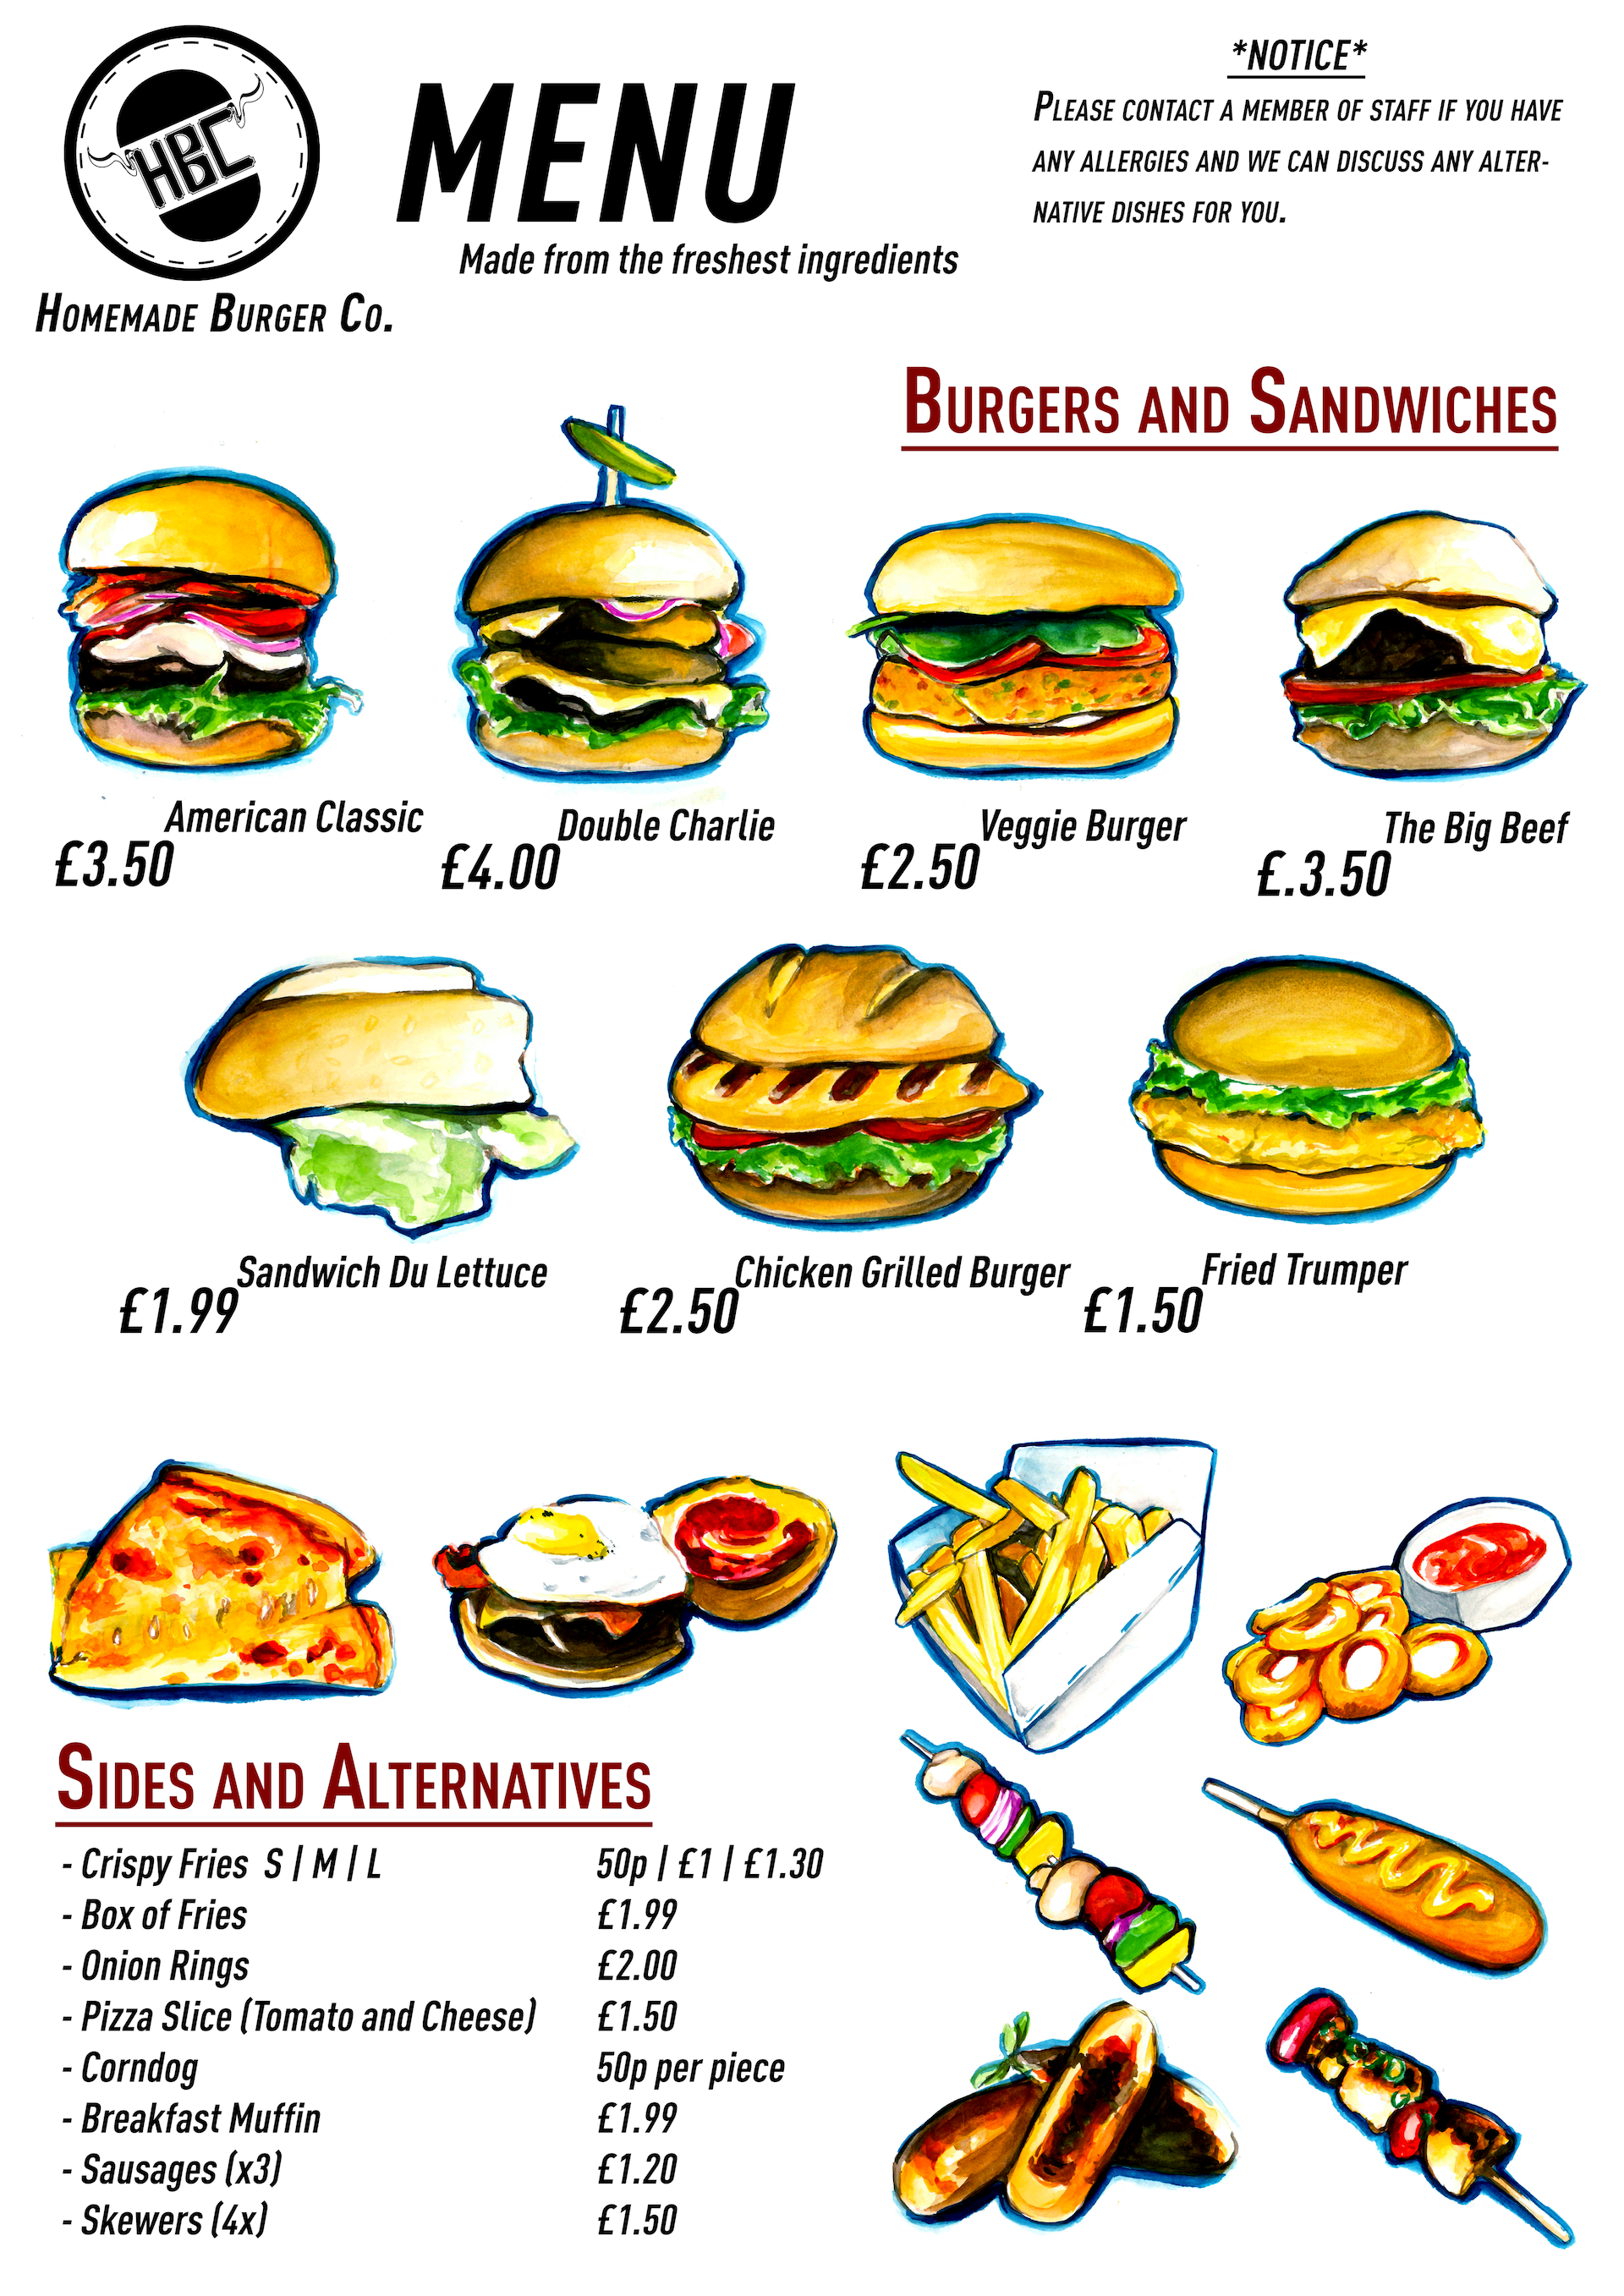 HBC
Homemade Burger Co.
MENU
Made from the freshest ingredients
*NOTICE*
Please contact a member of staff if you have
any allergies and we can discuss any alter-
native dishes for you.
Burgers and Sandwiches
American Classic
£3.50
Double Charlie
£4.00
Veggie Burger
£2.50
The Big Beef
£.3.50
Sandwich Du Lettuce
£1.99
Chicken Grilled Burger
£2.50
Fried Trumper
£1.50
Sides and Alternatives
- Crispy Fries S | M | L 50p | £1 | £1.30
- Box of Fries £1.99
- Onion Rings £2.00
- Pizza Slice (Tomato and Cheese) £1.50
- Corndog 50p per piece
- Breakfast Muffin £1.99
- Sausages (x3) £1.20
- Skewers (4x) £1.50